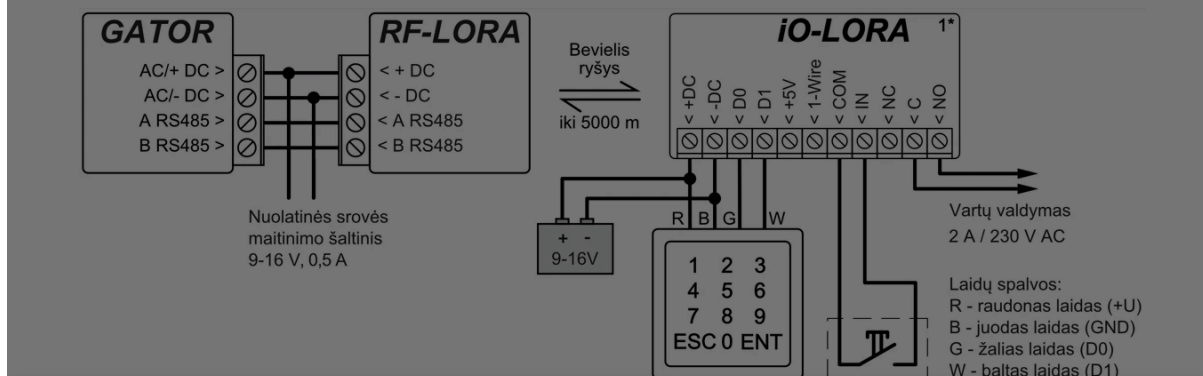 GATOR
AC/+ DC >
AC/- DC >
A RS485 >
B RS485 >
RF-LORA
< + DC
< - DC
< A RS485
< B RS485
Nuolatinės srovės
maitinimo šaltinis
9-16 V, 0,5 A
Bevielis
ryšys
iki 5000 m
iO-LORA 1*
< +DC
< -DC
< D0
< D1
< +5V
< 1-Wire
< COM
< IN
< NC
< C
< NO
+ -
9-16V
R B G W
1 2 3
4 5 6
7 8 9
ESC 0 ENT
Vartų valdymas
2 A / 230 V AC
Laidų spalvos:
R - raudonas laidas (+U)
B - juodas laidas (GND)
G - žalias laidas (D0)
W - baltas laidas (D1)